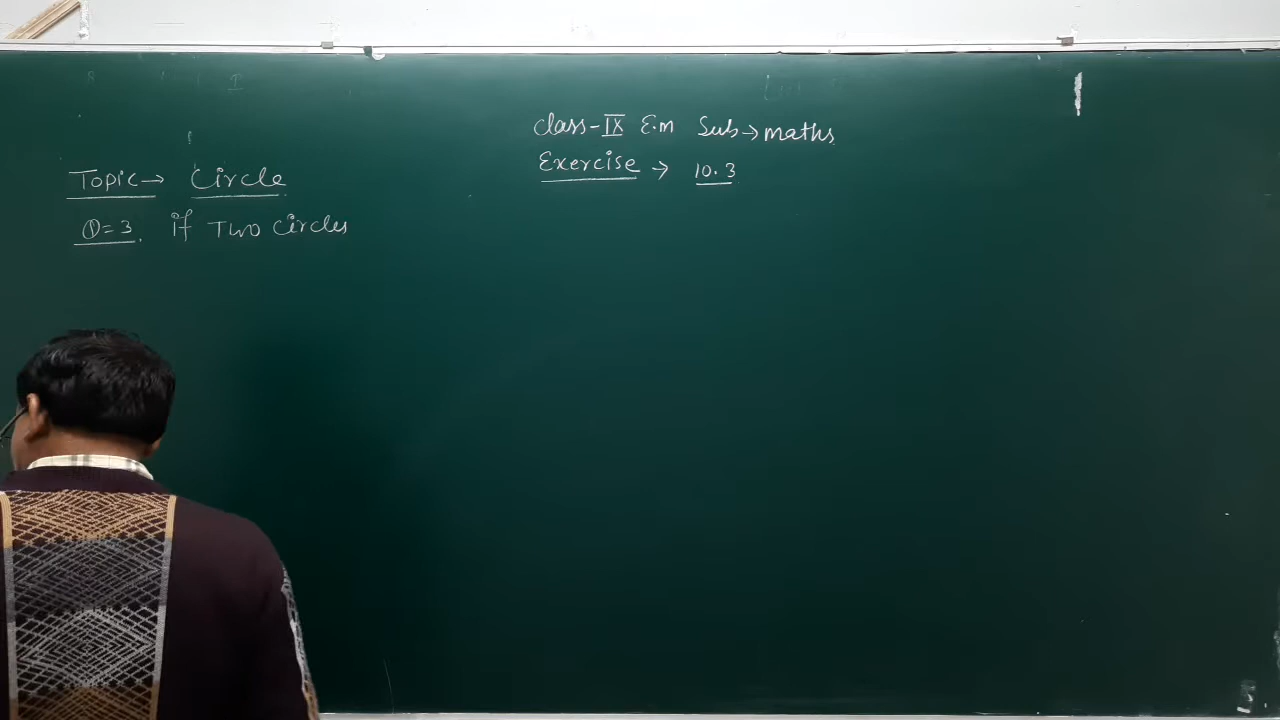 Class-IX E.m Sub→maths
Exercise → 10.3
Topic→ Circle
Q=3. if Two Circles